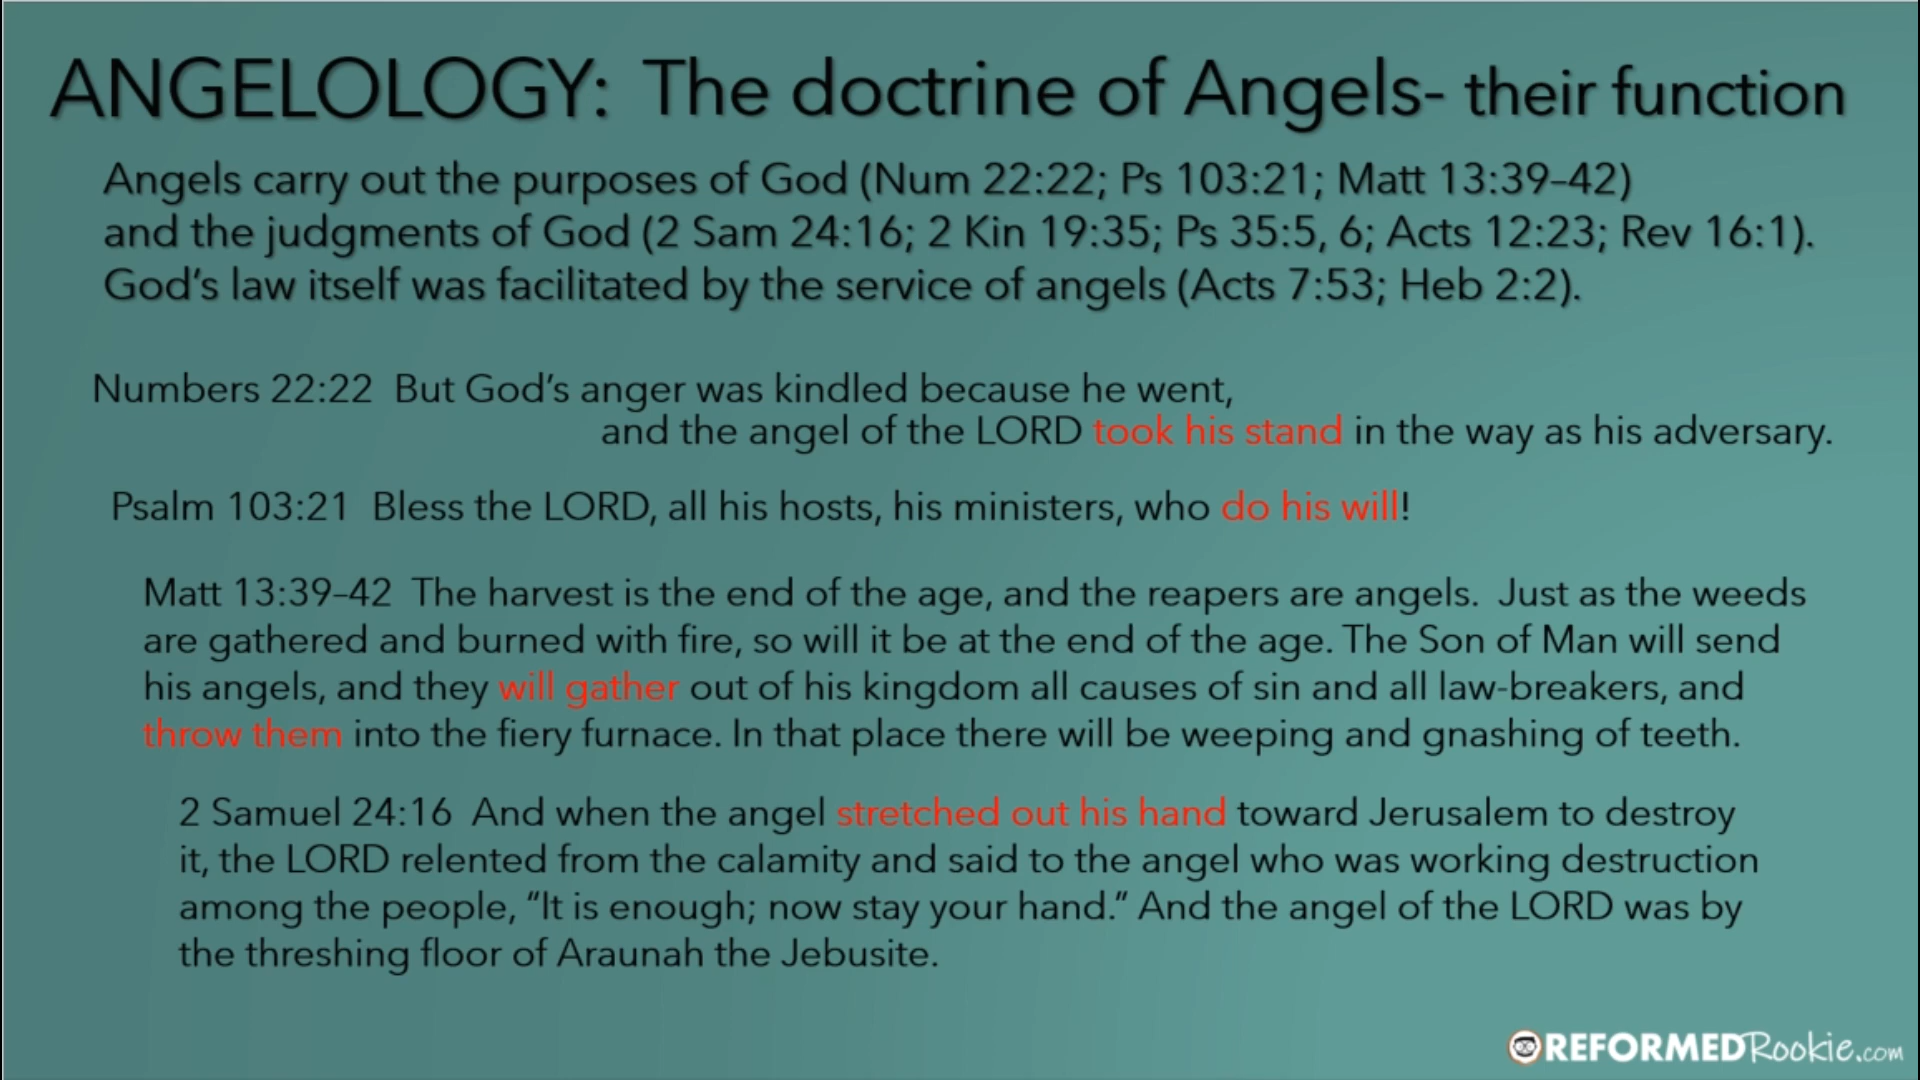 ANGELOLOGY: The doctrine of Angels- their function
Angels carry out the purposes of God (Num 22:22; Ps 103:21; Matt 13:39–42)
and the judgments of God (2 Sam 24:16; 2 Kin 19:35; Ps 35:5, 6; Acts 12:23; Rev 16:1).
God’s law itself was facilitated by the service of angels (Acts 7:53; Heb 2:2).
Numbers 22:22 But God’s anger was kindled because he went,
and the angel of the LORD took his stand in the way as his adversary.
Psalm 103:21 Bless the LORD, all his hosts, his ministers, who do his will!
Matt 13:39–42 The harvest is the end of the age, and the reapers are angels. Just as the weeds
are gathered and burned with fire, so will it be at the end of the age. The Son of Man will send
his angels, and they will gather out of his kingdom all causes of sin and all law-breakers, and
throw them into the fiery furnace. In that place there will be weeping and gnashing of teeth.
2 Samuel 24:16 And when the angel stretched out his hand toward Jerusalem to destroy
it, the LORD relented from the calamity and said to the angel who was working destruction
among the people, “It is enough; now stay your hand.” And the angel of the LORD was by
the threshing floor of Araunah the Jebusite.
REFORMEDRookie.com